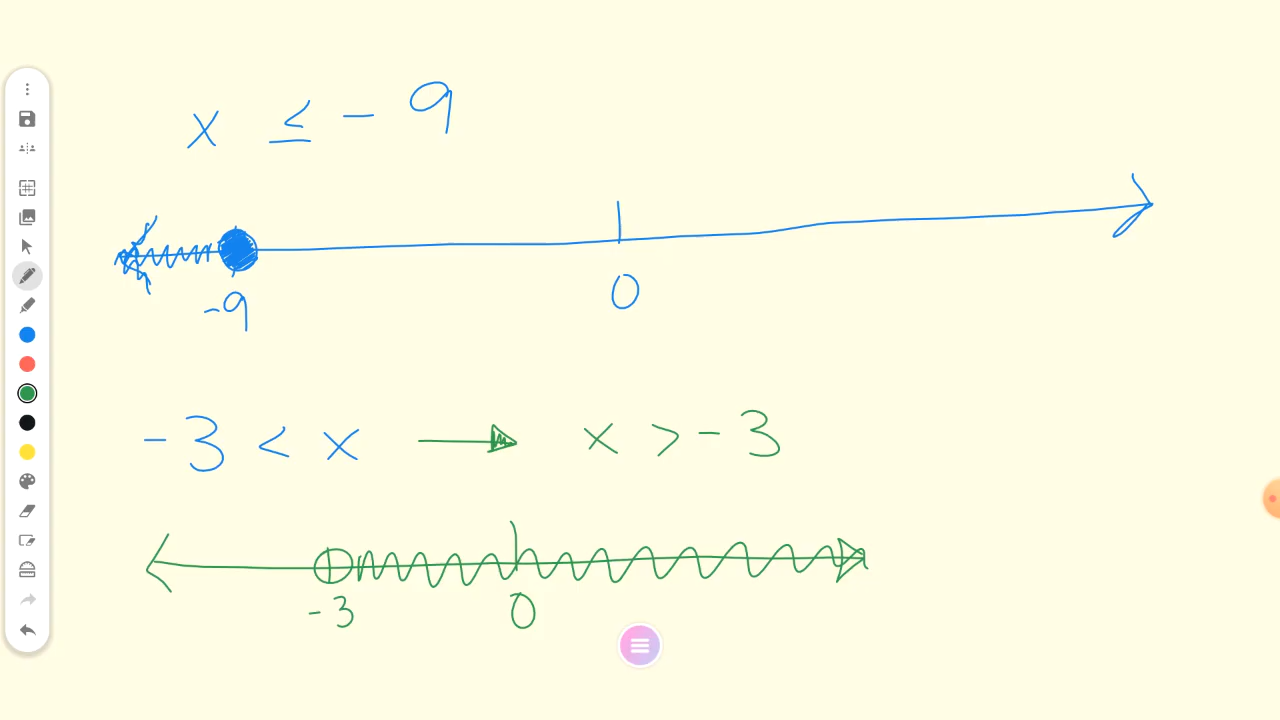 x ≤ - 9
-9 0
-3 < x → x > -3
-3 0